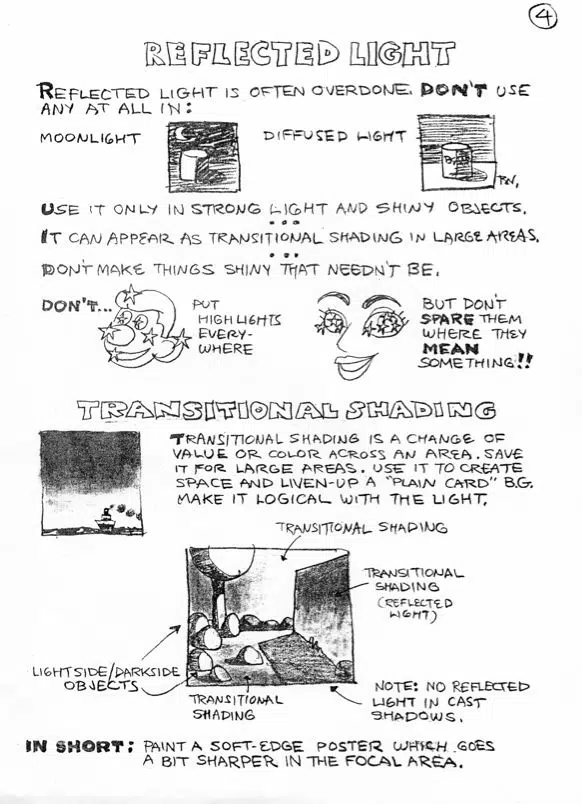 4
REFLECTED LIGHT
REFLECTED LIGHT IS OFTEN OVERDONE. DON'T USE
ANY AT ALL IN:
MOONLIGHT
DIFFUSED LIGHT
USE IT ONLY IN STRONG LIGHT AND SHINY OBJECTS.
IT CAN APPEAR AS TRANSITIONAL SHADING IN LARGE AREAS.
DON'T MAKE THINGS SHINY THAT NEEDN'T BE.
DON'T...
PUT
HIGHLIGHTS
EVERY-
WHERE
BUT DON'T
SPARE THEM
WHERE THEY
MEAN
SOMETHING!!
TRANSITIONAL SHADING
TRANSITIONAL SHADING IS A CHANGE OF
VALUE OR COLOR ACROSS AN AREA. SAVE
IT FOR LARGE AREAS. USE IT TO CREATE
SPACE AND LIVEN-UP A "PLAIN CARD" B.G.
MAKE IT LOGICAL WITH THE LIGHT.
TRANSITIONAL SHADING
TRANSITIONAL
SHADING
(REFLECTED
LIGHT)
LIGHTSIDE/DARKSIDE
OBJECTS
TRANSITIONAL
SHADING
NOTE: NO REFLECTED
LIGHT IN CAST
SHADOWS.
IN SHORT: PAINT A SOFT-EDGE POSTER WHICH GOES
A BIT SHARPER IN THE FOCAL AREA.